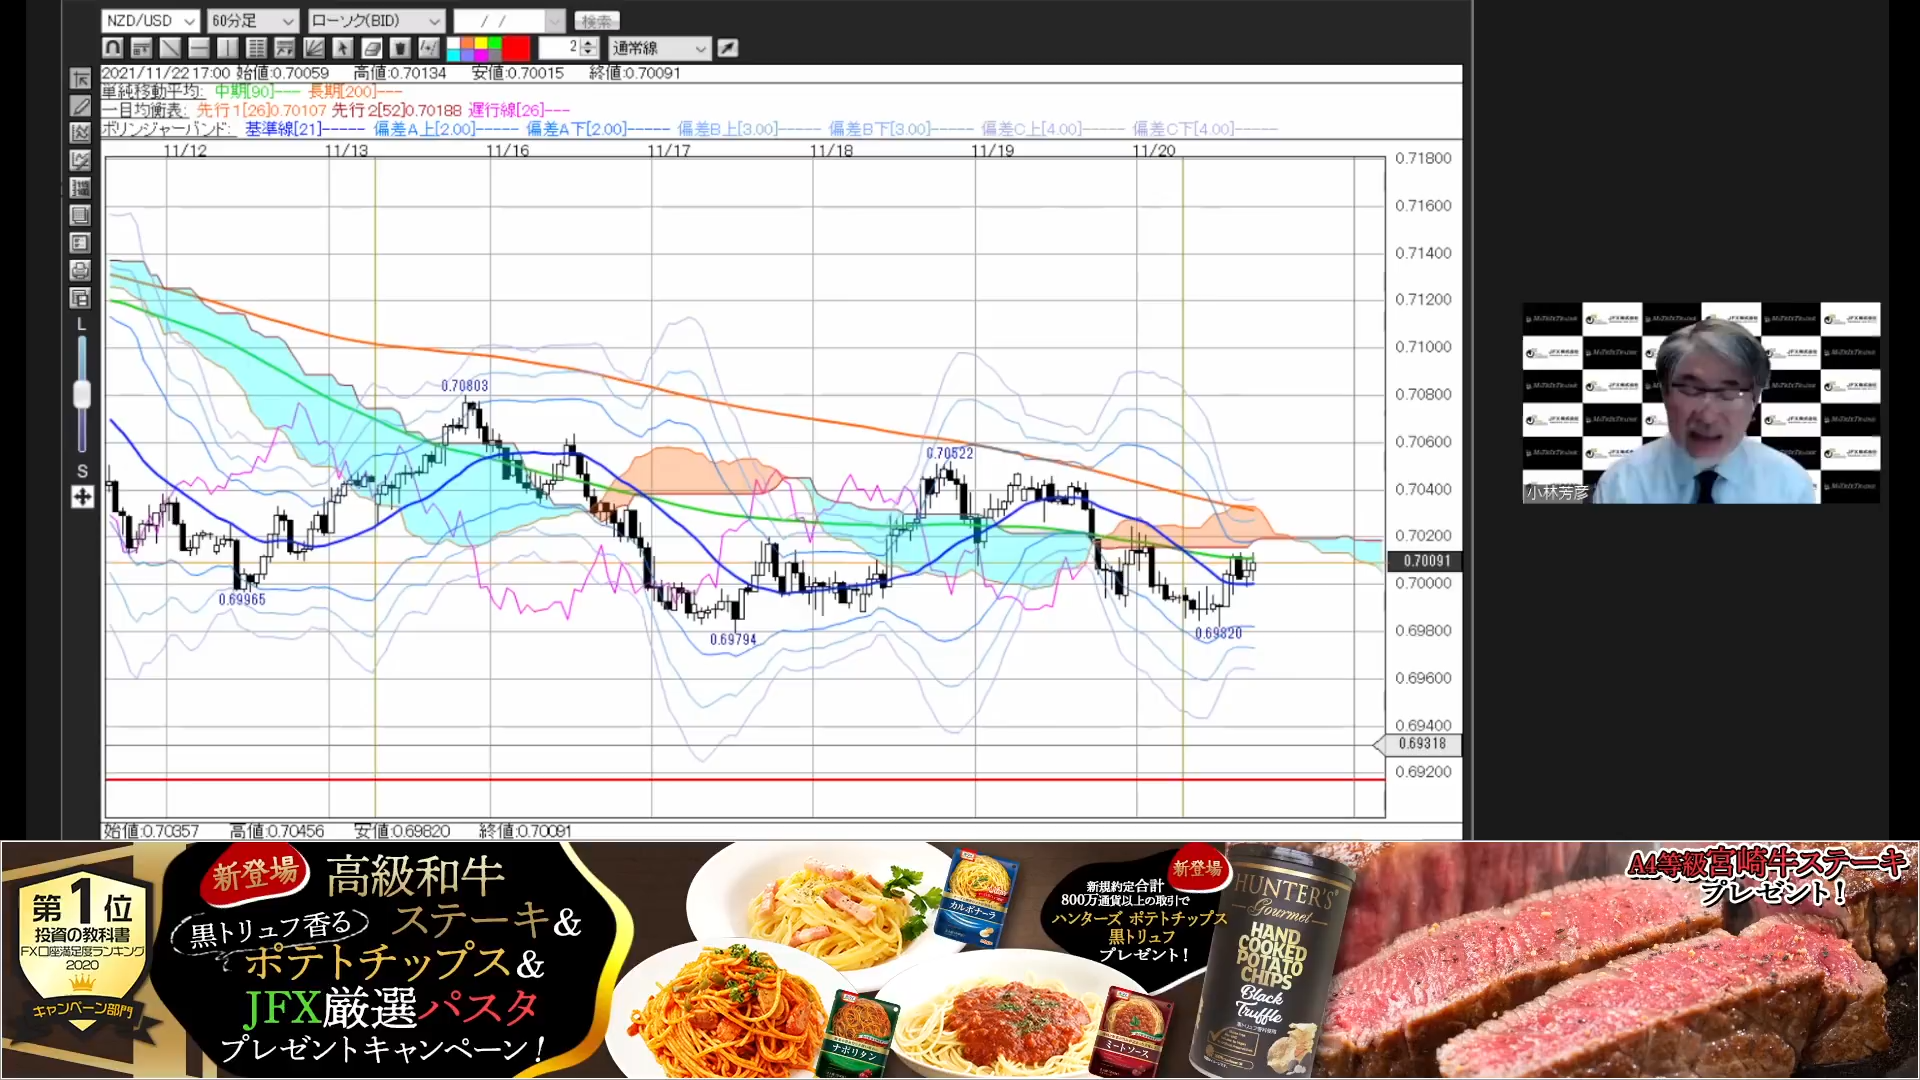 NZD/USD 60分足 ローソク(BID) / / 検索
2 通常線
2021/11/22 17:00 始値:0.70059 高値:0.70134 安値:0.70015 終値:0.70091
単純移動平均: 中期[90]--- 長期[200]---
一目均衡表: 先行1[26]0.70107 先行2[52]0.70188 遅行線[26]---
ボリンジャーバンド: 基準線[21]----- 偏差A上[2.00]----- 偏差A下[2.00]----- 偏差B上[3.00]----- 偏差B下[3.00]----- 偏差C上[4.00]----- 偏差C下[4.00]-----
11/12 11/13 11/16 11/17 11/18 11/19 11/20
0.71800
0.71600
0.71400
0.71200
0.71000
0.70800
0.70600
0.70400
0.70200
0.70091
0.70000
0.69800
0.69600
0.69400
0.69318
0.69200
L
S
0.70803
0.70522
0.69965
0.69794
0.69820
始値:0.70357 高値:0.70456 安値:0.69820 終値:0.70091
小林芳彦
第1位
投資の教科書
FX口座満足度ランキング
2020
キャンペーン部門
新登場
高級和牛
ステーキ&
黒トリュフ香る
ポテトチップス&
JFX厳選パスタ
プレゼントキャンペーン!
カルボナーラ
ナポリタン
ミートソース
新登場
新規約定合計
800万通貨以上の取引で
ハンターズ ポテトチップス
黒トリュフ
プレゼント!
HUNTER'S
Gourmet
HAND
COOKED
POTATO
CHIPS
Black
Truffle
A4等級宮崎牛ステーキ
プレゼント!